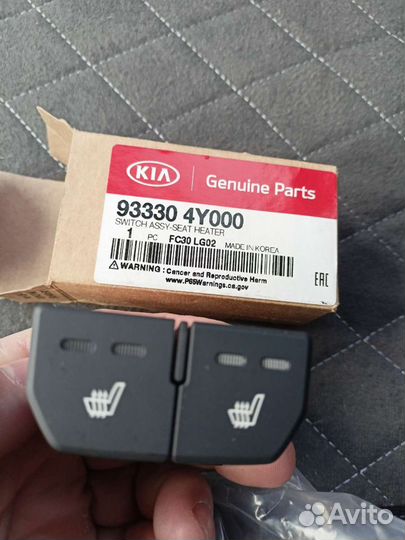 KIA Genuine Parts
93330 4Y000
SWITCH ASSY-SEAT HEATER
1 PC FC30 LG02 MADE IN KOREA
WARNING: Cancer and Reproductive Harm
www.P65Warnings.ca.gov
EAC
Avito